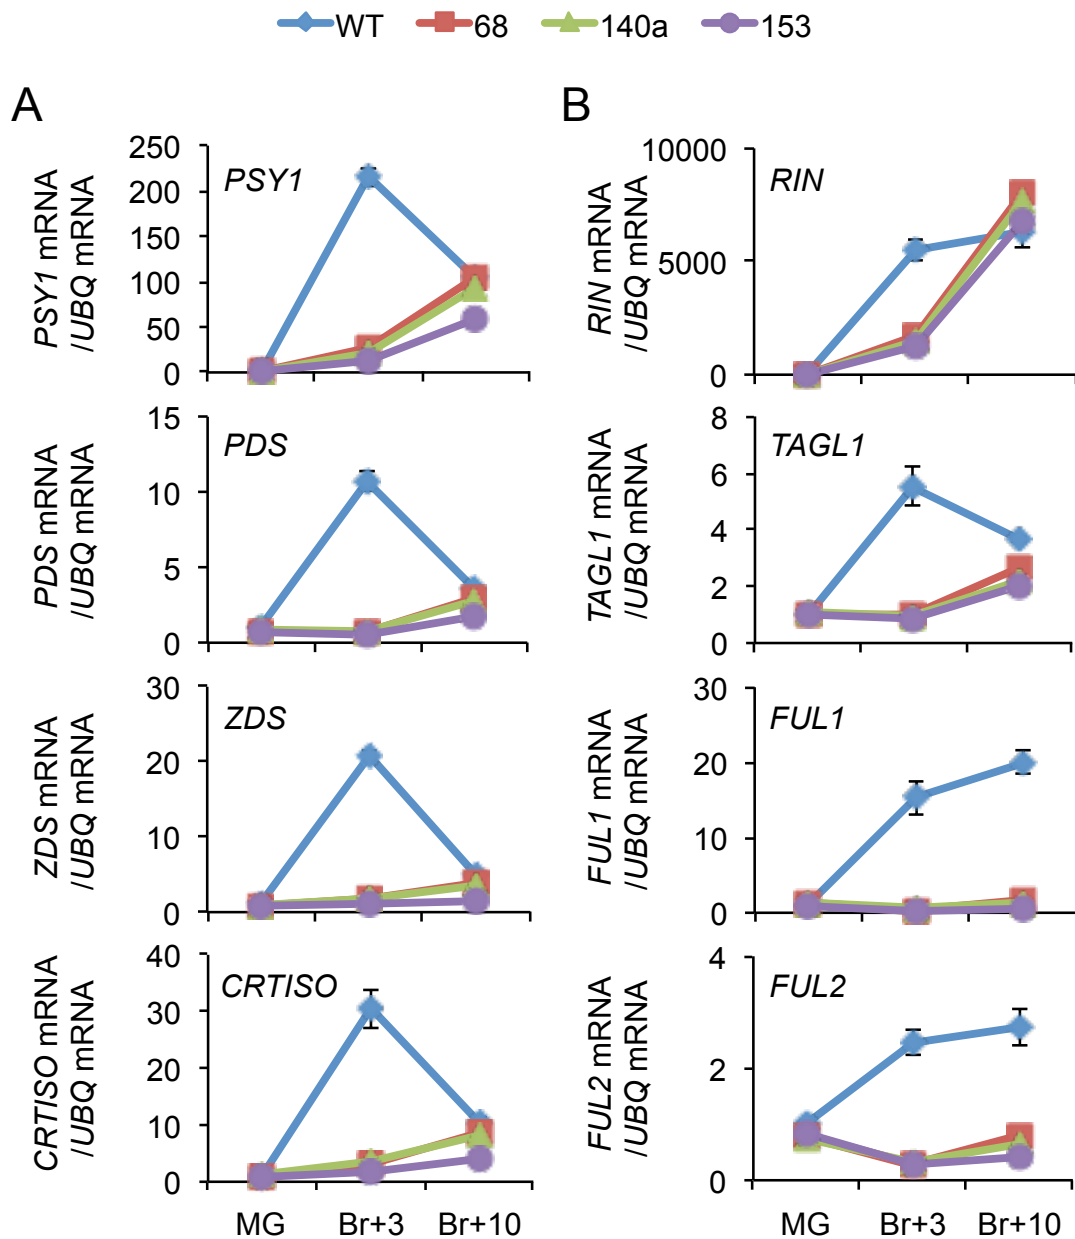 WT 68 140a 153
A
PSY1 mRNA
/UBQ mRNA
250
200
150
100
50
0
PSY1
PDS mRNA
/UBQ mRNA
15
10
5
0
PDS
ZDS mRNA
/UBQ mRNA
30
20
10
0
ZDS
CRTISO mRNA
/UBQ mRNA
40
30
20
10
0
CRTISO
MG Br+3 Br+10
B
RIN mRNA
/UBQ mRNA
10000
5000
0
RIN
TAGL1 mRNA
/UBQ mRNA
8
6
4
2
0
TAGL1
FUL1 mRNA
/UBQ mRNA
30
20
10
0
FUL1
FUL2 mRNA
/UBQ mRNA
4
2
0
FUL2
MG Br+3 Br+10